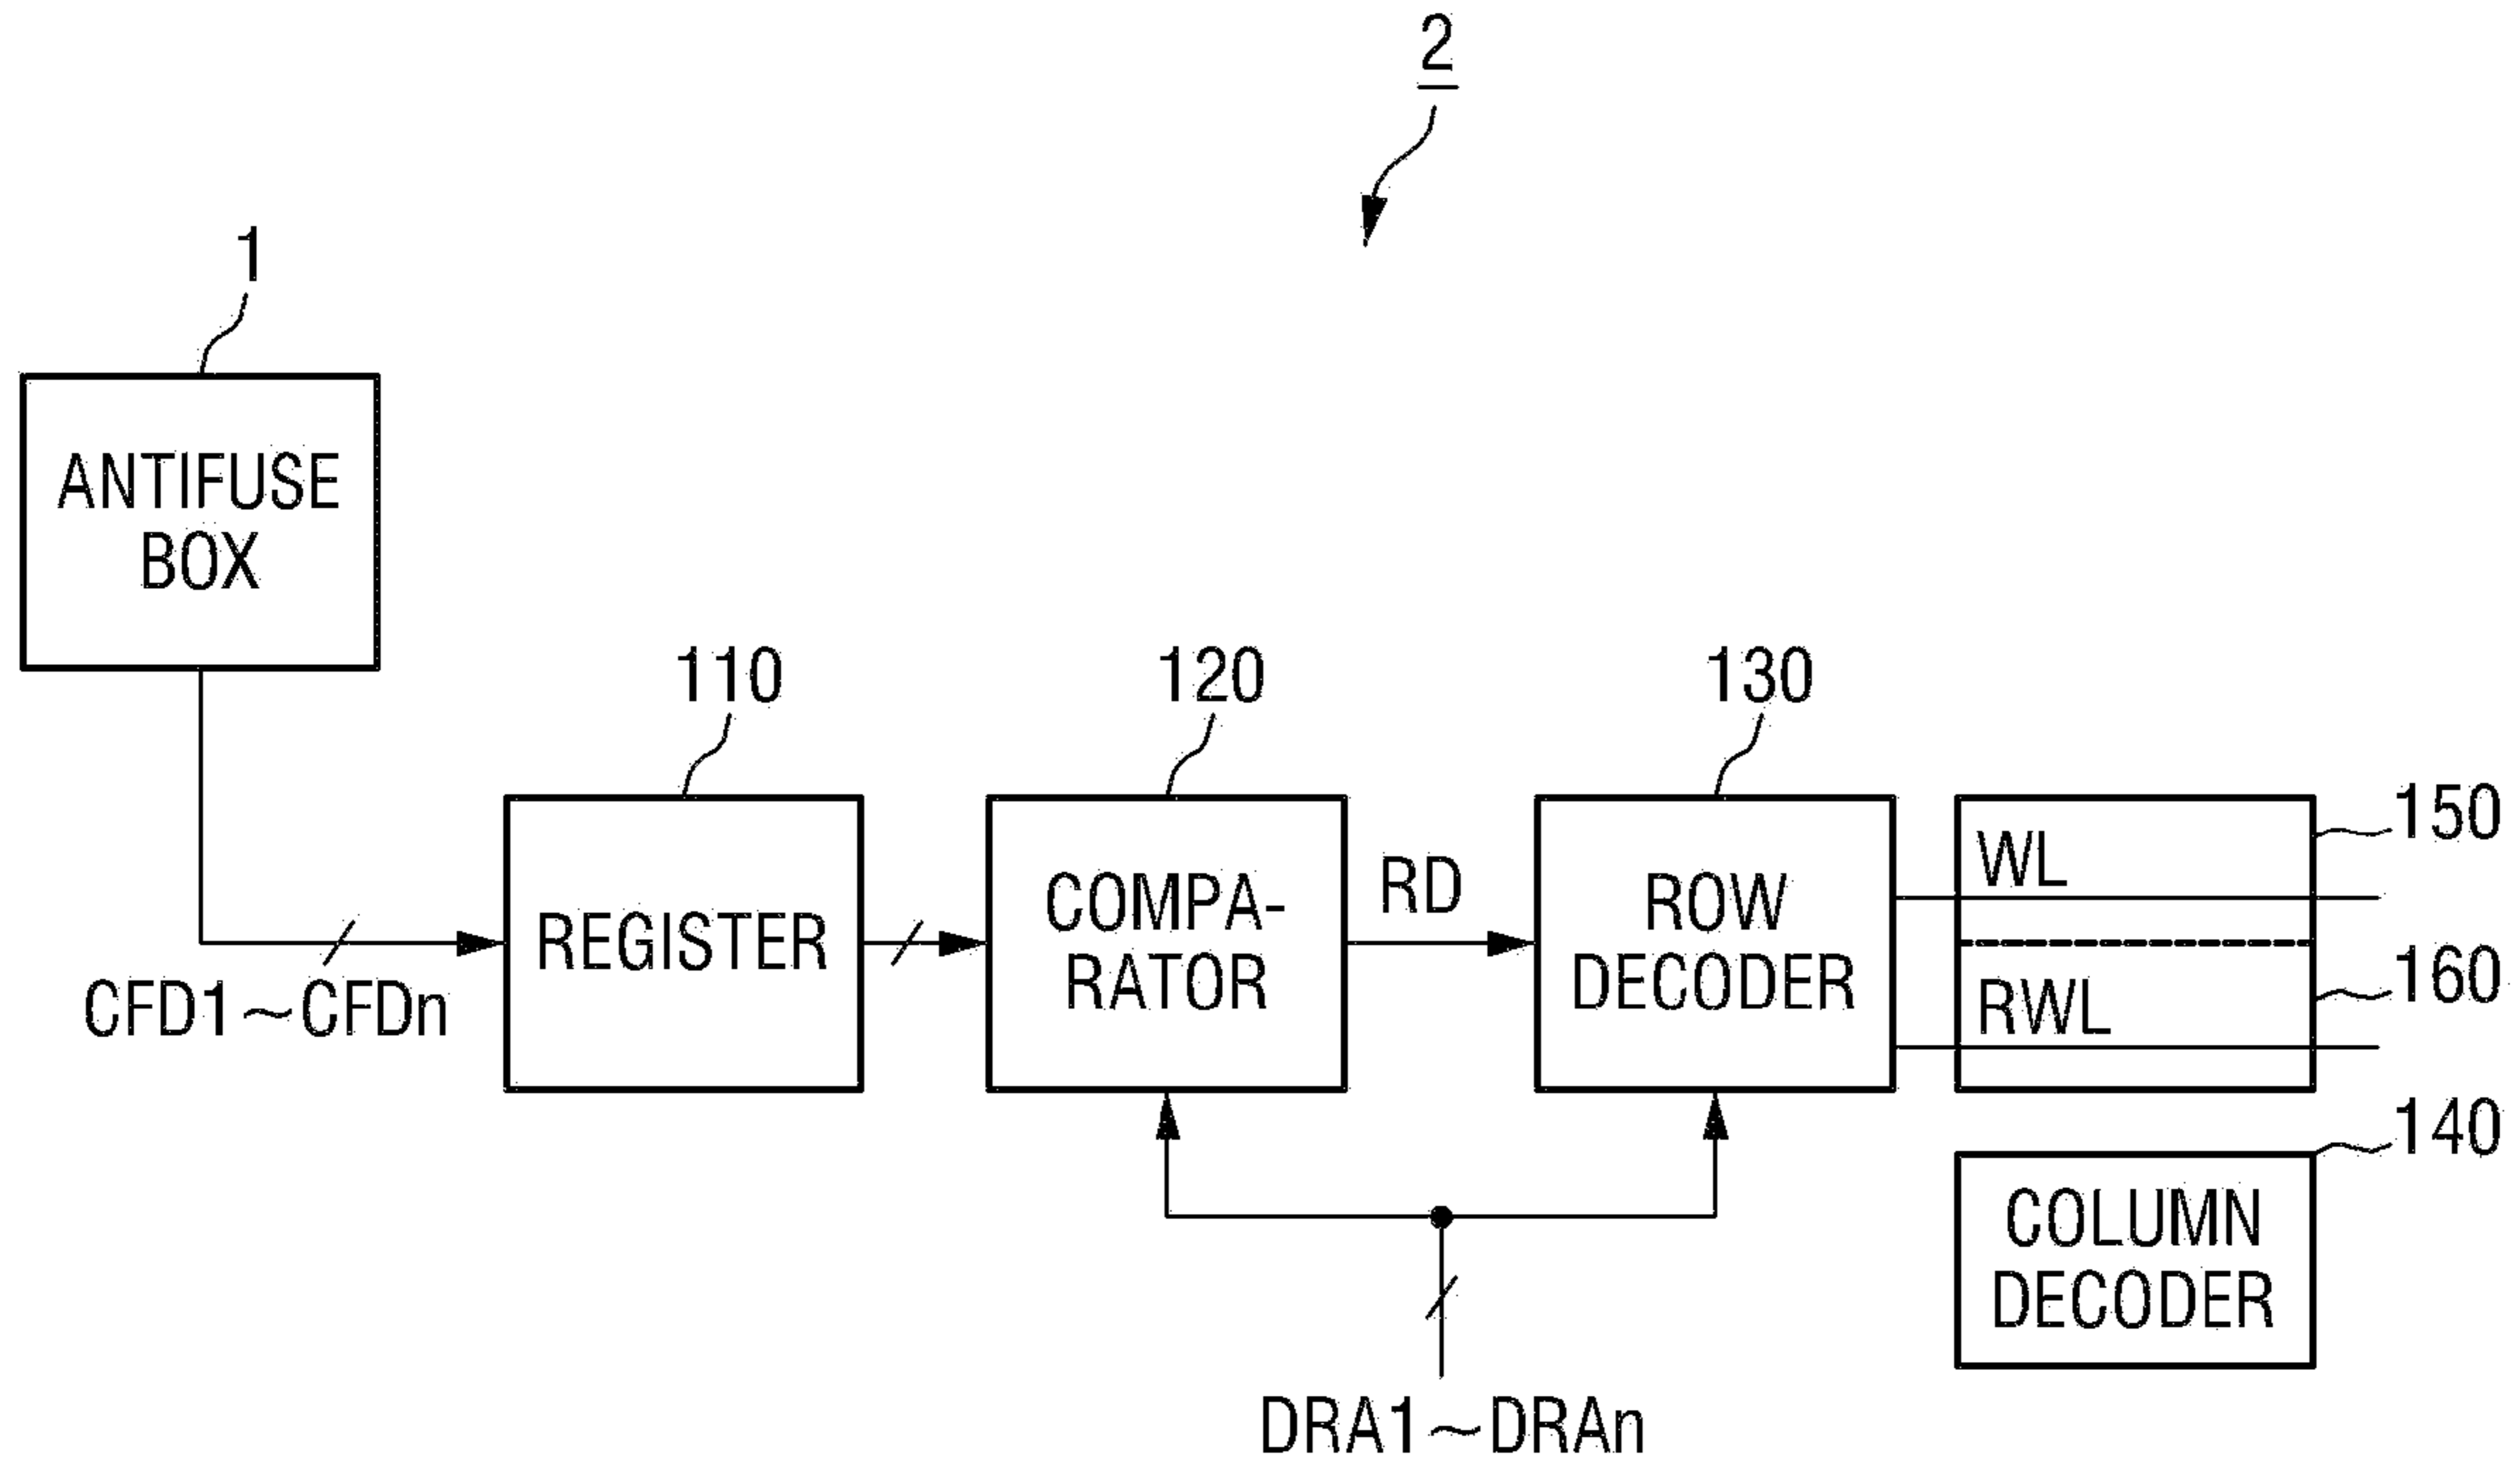 2
1
ANTIFUSE
BOX
110
120
130
150
WL
COMPA-
RATOR
RD
ROW
DECODER
REGISTER
160
RWL
CFD1~CFDn
140
COLUMN
DECODER
DRA1~DRAn